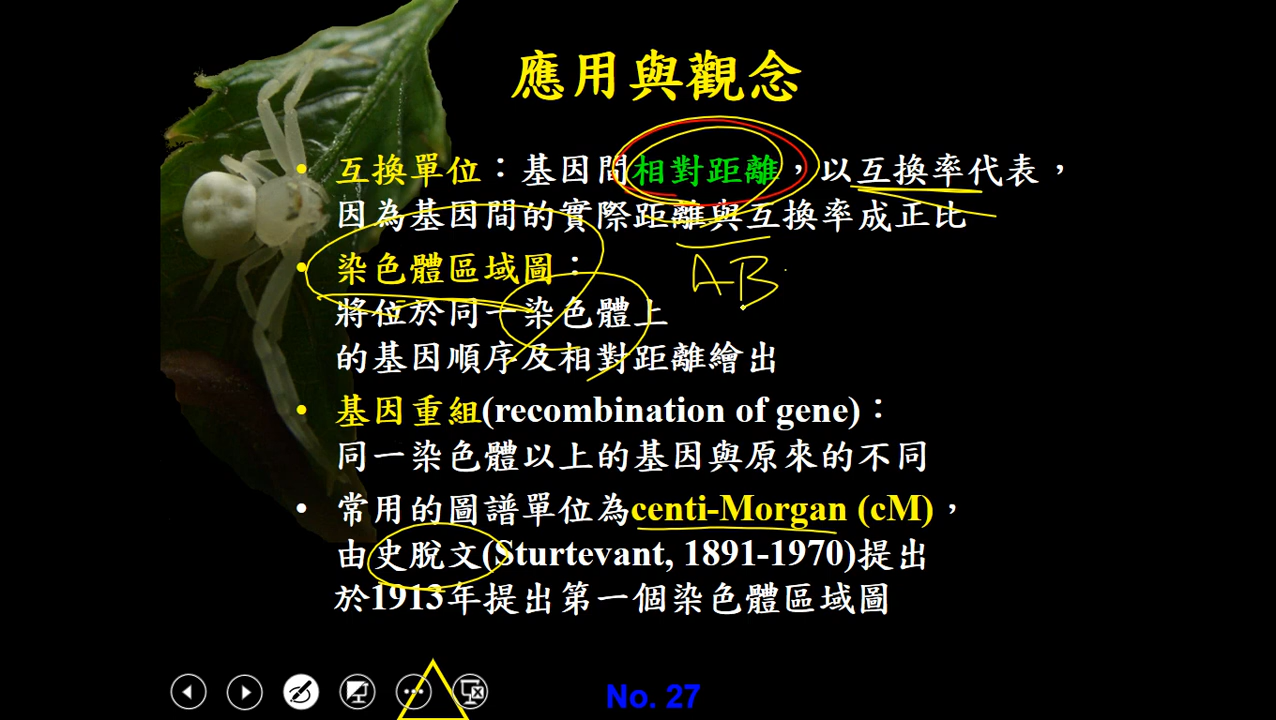 應用與觀念
• 互換單位：基因間相對距離，以互換率代表，
因為基因間的實際距離與互換率成正比
• 染色體區域圖：
AB
將位於同一染色體上
的基因順序及相對距離繪出
• 基因重組(recombination of gene)：
同一染色體以上的基因與原來的不同
• 常用的圖譜單位為centi-Morgan (cM)，
由史脫文(Sturtevant, 1891-1970)提出
於1913年提出第一個染色體區域圖
No. 27